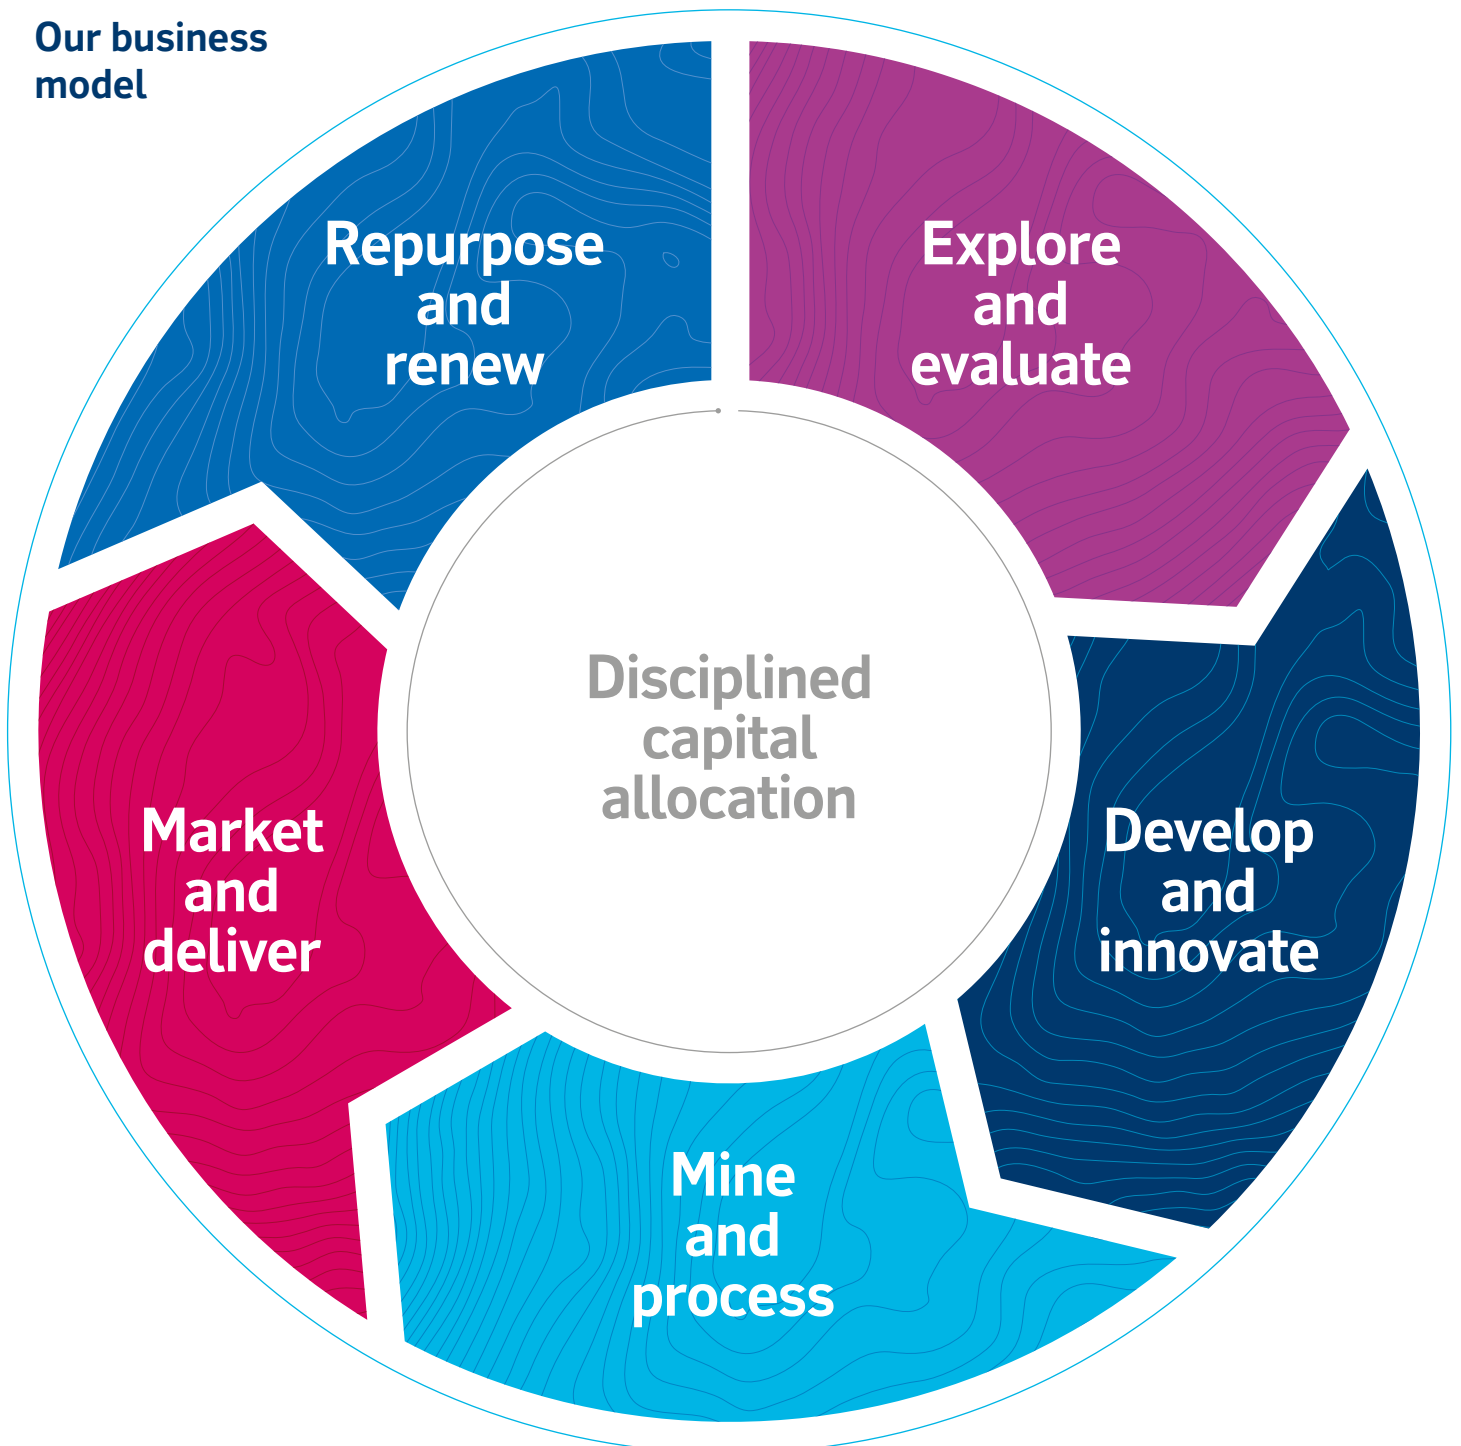 Our business
model
Explore
and
evaluate
Develop
and
innovate
Mine
and
process
Market
and
deliver
Repurpose
and
renew
Disciplined
capital
allocation